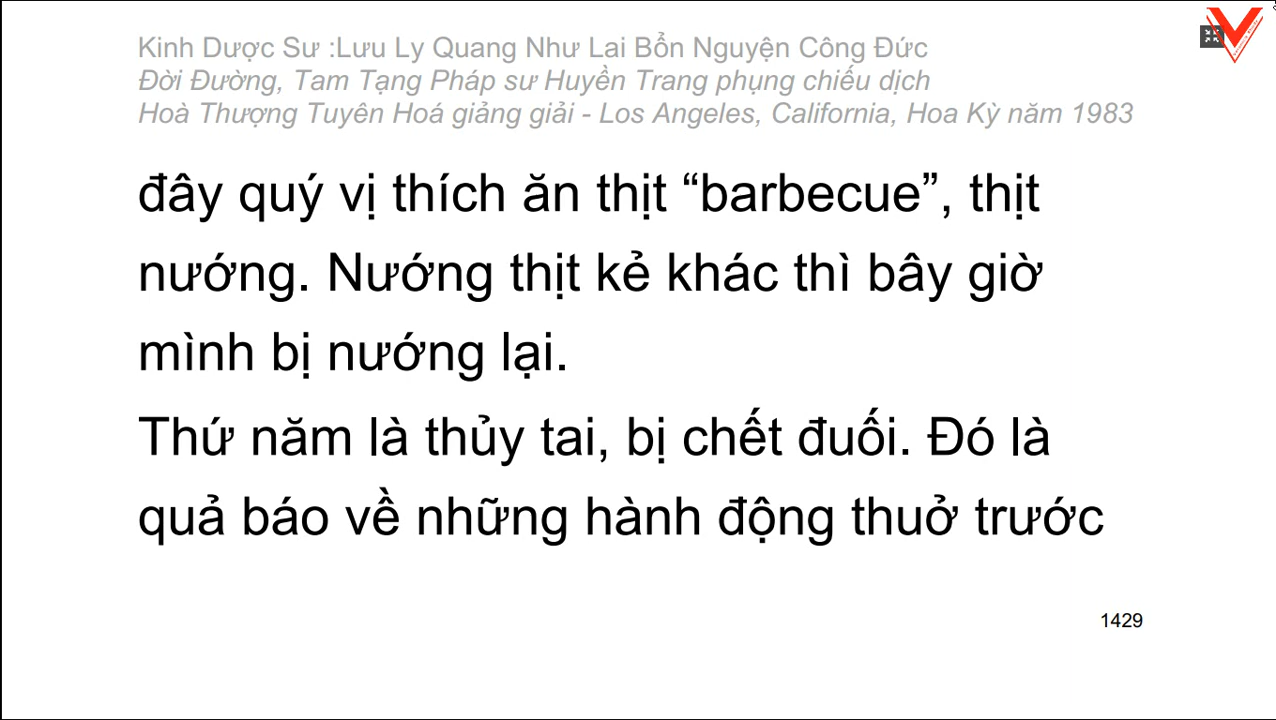 Kinh Dược Sư :Lưu Ly Quang Như Lai Bổn Nguyện Công Đức
Đời Đường, Tam Tạng Pháp sư Huyền Trang phụng chiếu dịch
Hoà Thượng Tuyên Hoá giảng giải - Los Angeles, California, Hoa Kỳ năm 1983
đây quý vị thích ăn thịt “barbecue”, thịt
nướng. Nướng thịt kẻ khác thì bây giờ
mình bị nướng lại.
Thứ năm là thủy tai, bị chết đuối. Đó là
quả báo về những hành động thuở trước
1429